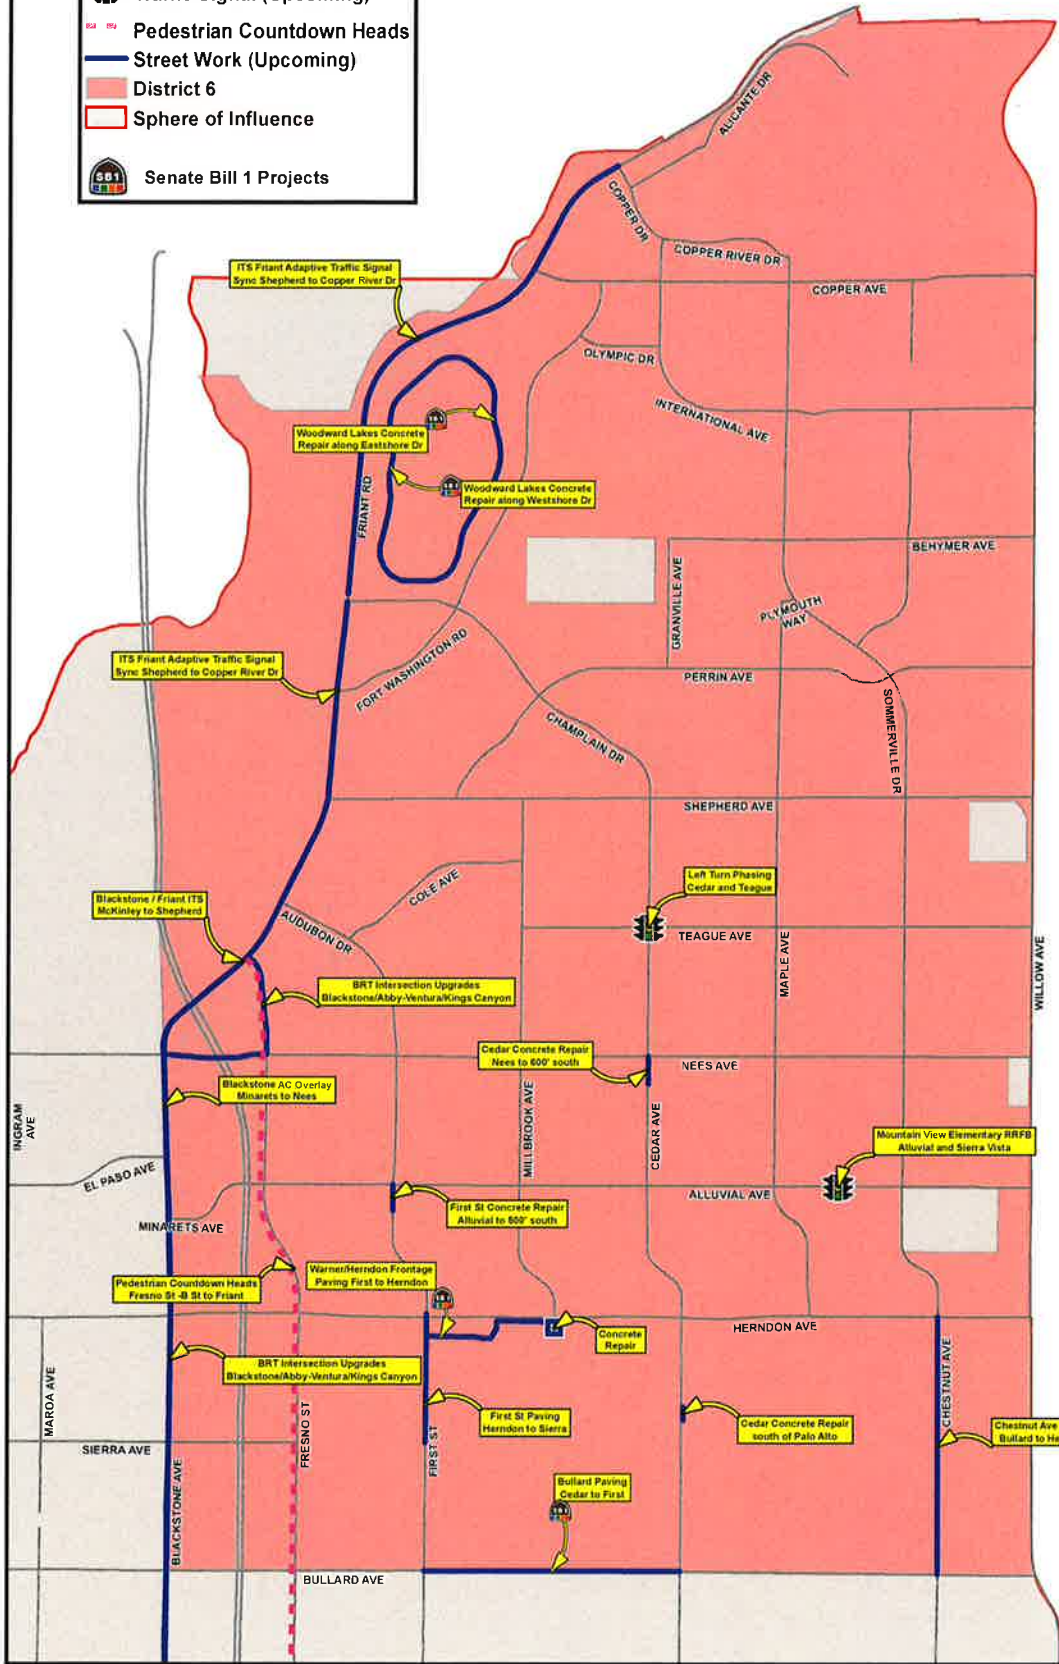 Traffic Signal (Upcoming)
Pedestrian Countdown Heads
Street Work (Upcoming)
District 6
Sphere of Influence
SB1
Senate Bill 1 Projects
ALICANTE DR
COPPER DR
COPPER RIVER DR
ITS Friant Adaptive Traffic Signal
Sync Shepherd to Copper River Dr
COPPER AVE
OLYMPIC DR
INTERNATIONAL AVE
Woodward Lakes Concrete
Repair along Eastshore Dr
Woodward Lakes Concrete
Repair along Westshore Dr
FRIANT RD
BEHYMER AVE
GRANVILLE AVE
PLYMOUTH
WAY
ITS Friant Adaptive Traffic Signal
Sync Shepherd to Copper River Dr
FORT WASHINGTON RD
PERRIN AVE
CHAMPLAIN DR
SOMMERVILLE DR
SHEPHERD AVE
Left Turn Phasing
Cedar and Teague
COLE AVE
Blackstone / Friant ITS
McKinley to Shepherd
AUDUBON DR
TEAGUE AVE
MAPLE AVE
WILLOW AVE
BRT Intersection Upgrades
Blackstone/Abby-Ventura/Kings Canyon
Cedar Concrete Repair
Nees to 600' south
NEES AVE
Blackstone AC Overlay
Minarets to Nees
INGRAM
AVE
MILLBROOK AVE
CEDAR AVE
Mountain View Elementary RRFB
Alluvial and Sierra Vista
EL PASO AVE
ALLUVIAL AVE
First St Concrete Repair
Alluvial to 600' south
MINARETS AVE
Warner/Herndon Frontage
Paving First to Herndon
Pedestrian Countdown Heads
Fresno St -B St to Friant
HERNDON AVE
Concrete
Repair
BRT Intersection Upgrades
Blackstone/Abby-Ventura/Kings Canyon
MAROA AVE
CHESTNUT AVE
First St Paving
Herndon to Sierra
Cedar Concrete Repair
south of Palo Alto
Chestnut Ave
Bullard to He
SIERRA AVE
FRESNO ST
FIRST ST
BLACKSTONE AVE
Bullard Paving
Cedar to First
BULLARD AVE